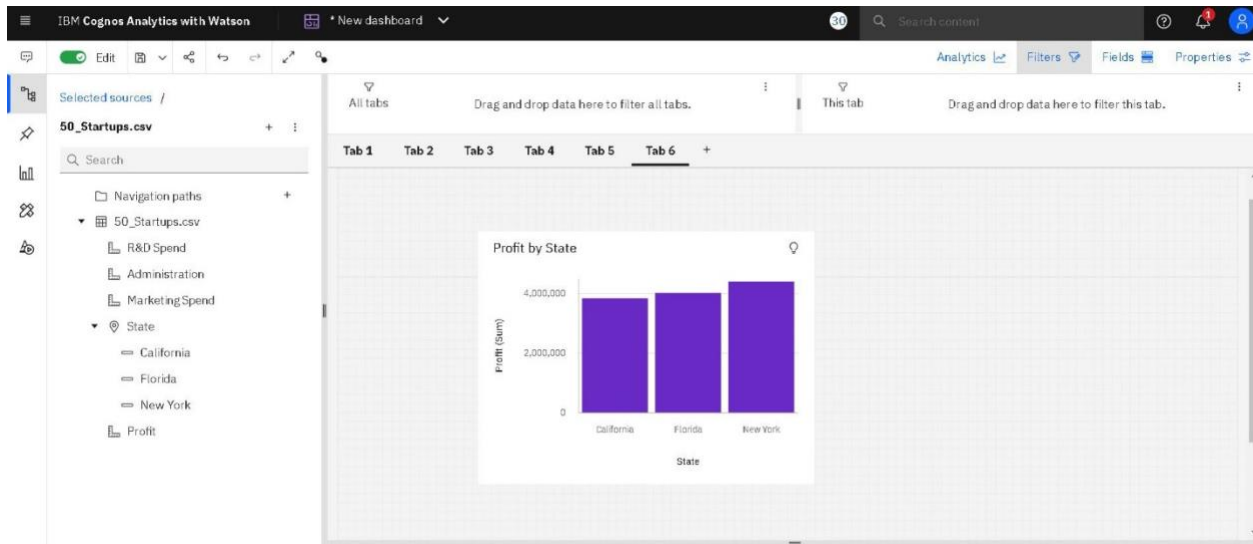 IBM Cognos Analytics with Watson
* New dashboard
30
Search content
1
Edit
Analytics
Filters
Fields
Properties
Selected sources /
50_Startups.csv
Search
Navigation paths
50_Startups.csv
R&D Spend
Administration
Marketing Spend
State
California
Florida
New York
Profit
All tabs
Drag and drop data here to filter all tabs.
This tab
Drag and drop data here to filter this tab.
Tab 1 Tab 2 Tab 3 Tab 4 Tab 5 Tab 6 +
Profit by State
Profit (Sum)
4,000,000
2,000,000
0
California Florida New York
State